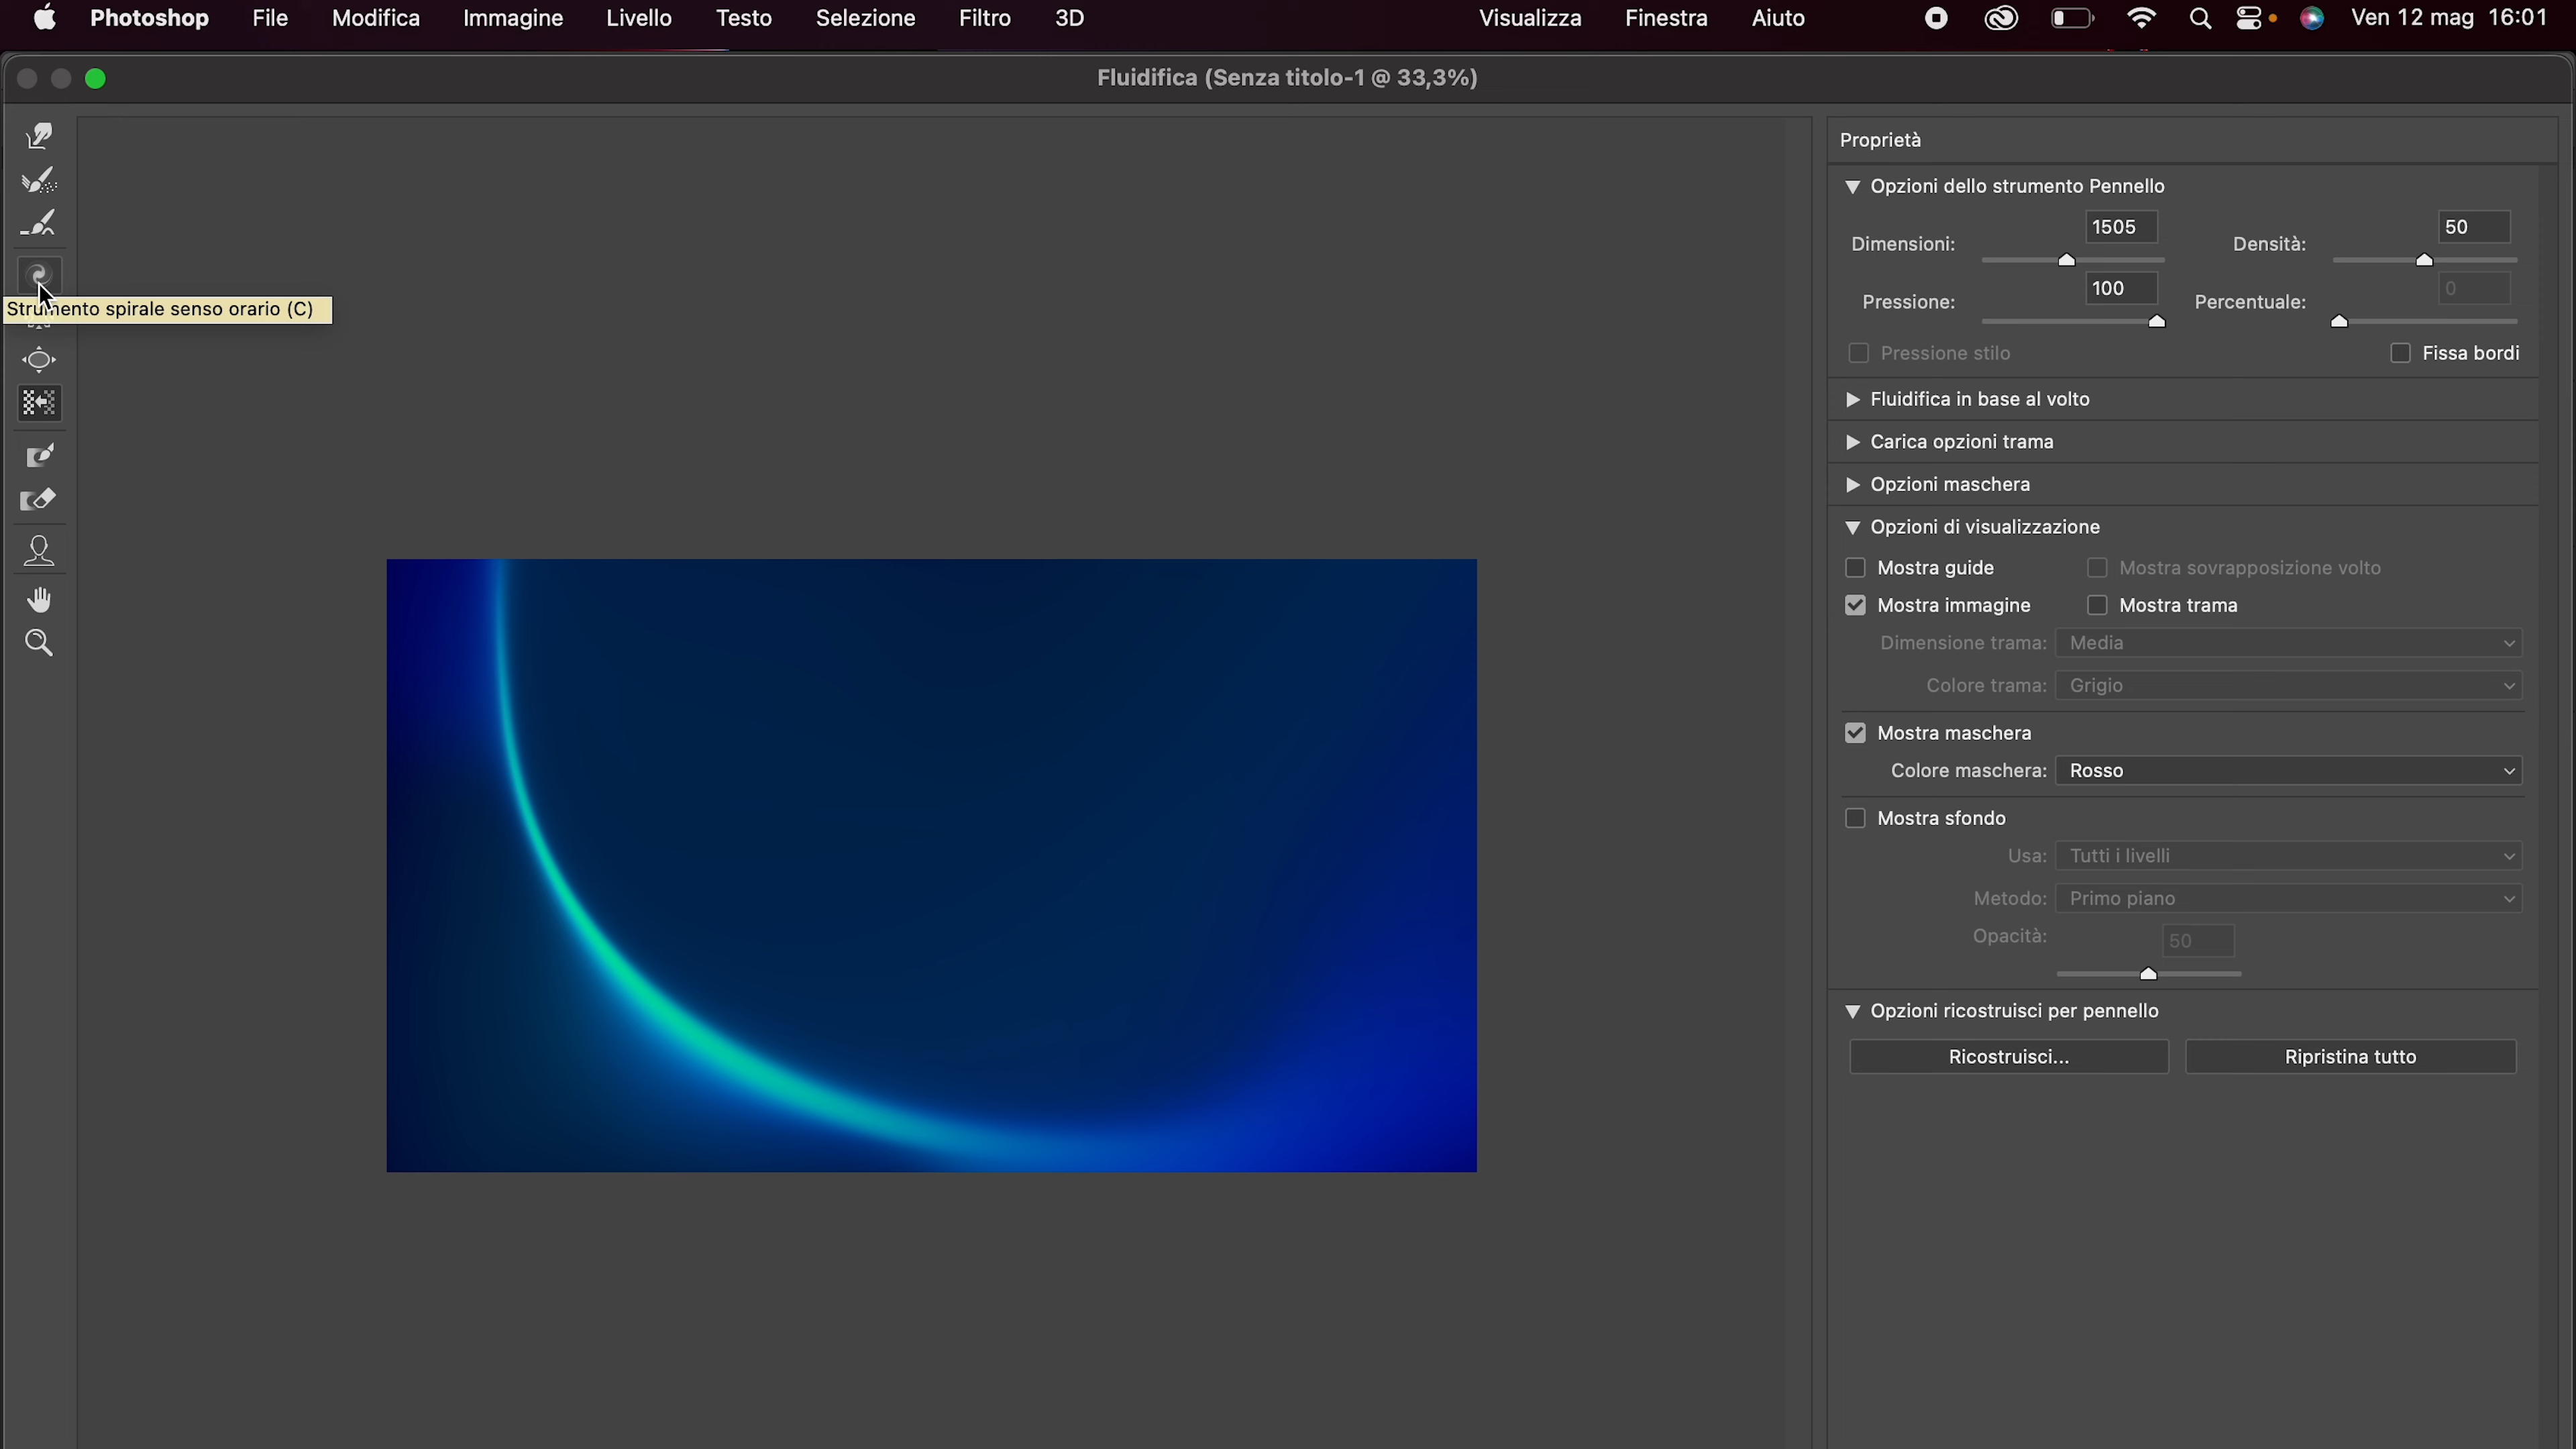 Photoshop File Modifica Immagine Livello Testo Selezione Filtro 3D Visualizza Finestra Aiuto Ven 12 mag 16:01
Fluidifica (Senza titolo-1 @ 33,3%)
Strumento spirale senso orario (C)
Proprietà
Opzioni dello strumento Pennello
Dimensioni: 1505 Densità: 50
Pressione: 100 Percentuale: 0
Pressione stilo Fissa bordi
Fluidifica in base al volto
Carica opzioni trama
Opzioni maschera
Opzioni di visualizzazione
Mostra guide Mostra sovrapposizione volto
Mostra immagine Mostra trama
Dimensione trama: Media
Colore trama: Grigio
Mostra maschera
Colore maschera: Rosso
Mostra sfondo
Usa: Tutti i livelli
Metodo: Primo piano
Opacità: 50
Opzioni ricostruisci per pennello
Ricostruisci... Ripristina tutto